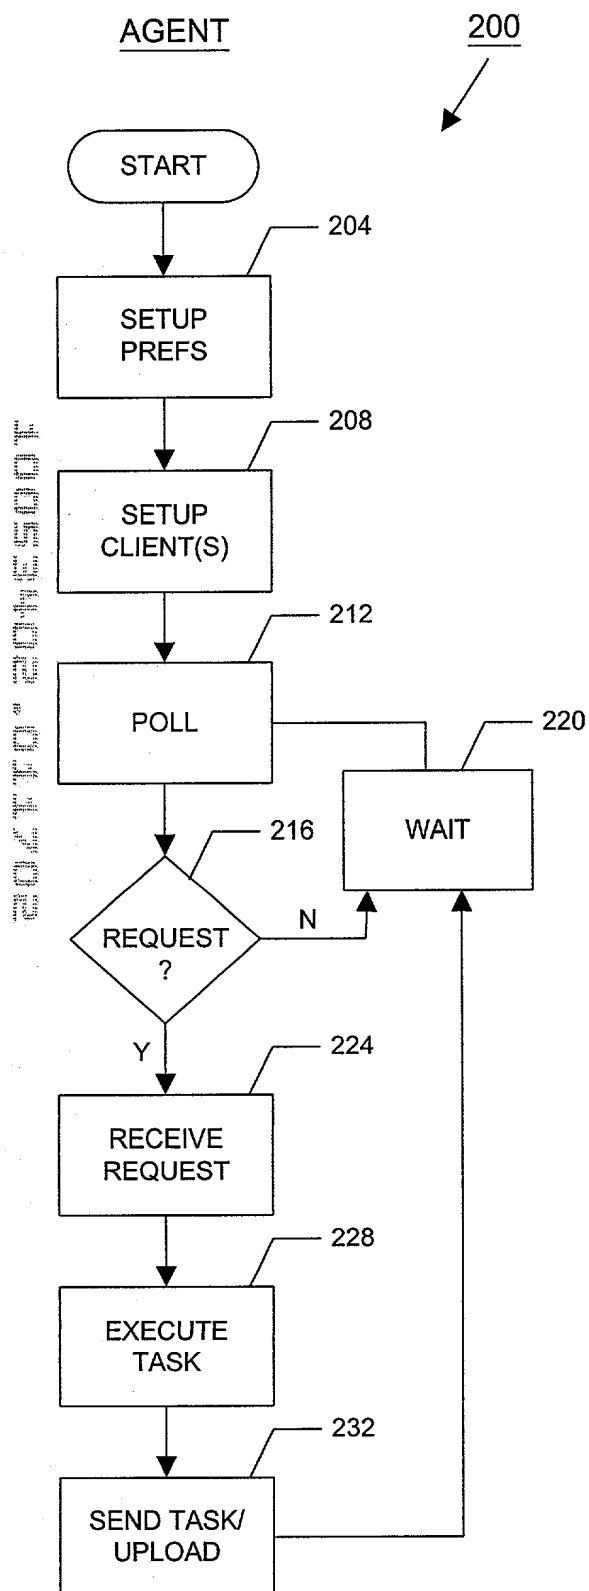 AGENT
200
START
204
SETUP
PREFS
208
SETUP
CLIENT(S)
212
POLL
220
WAIT
216
REQUEST
?
N
Y
224
RECEIVE
REQUEST
228
EXECUTE
TASK
232
SEND TASK/
UPLOAD